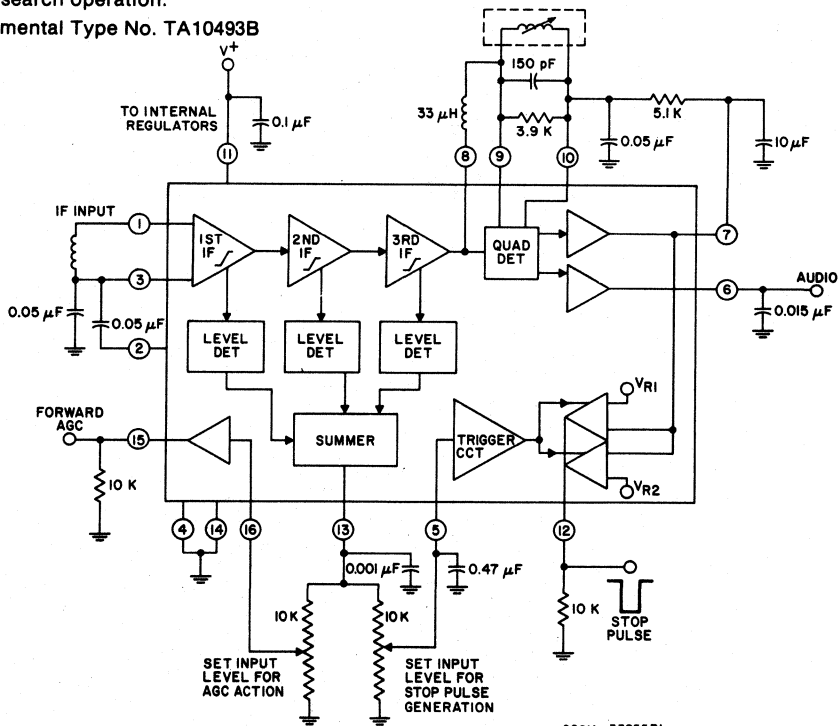 search operation.
mental Type No. TA10493B
V+
TO INTERNAL
REGULATORS
0.1 µF
11
150 pF
33 µH
3.9 K
5.1 K
0.05 µF
10 µF
8
9
10
IF INPUT
1
3
0.05 µF
0.05 µF
2
1ST
IF
2ND
IF
3RD
IF
QUAD
DET
7
6
AUDIO
0.015 µF
LEVEL
DET
LEVEL
DET
LEVEL
DET
SUMMER
TRIGGER
CCT
VR1
VR2
FORWARD
AGC
15
10 K
4
14
16
13
5
12
0.001 µF
0.47 µF
10K
10K
10 K
STOP
PULSE
SET INPUT
LEVEL FOR
AGC ACTION
SET INPUT
LEVEL FOR
STOP PULSE
GENERATION